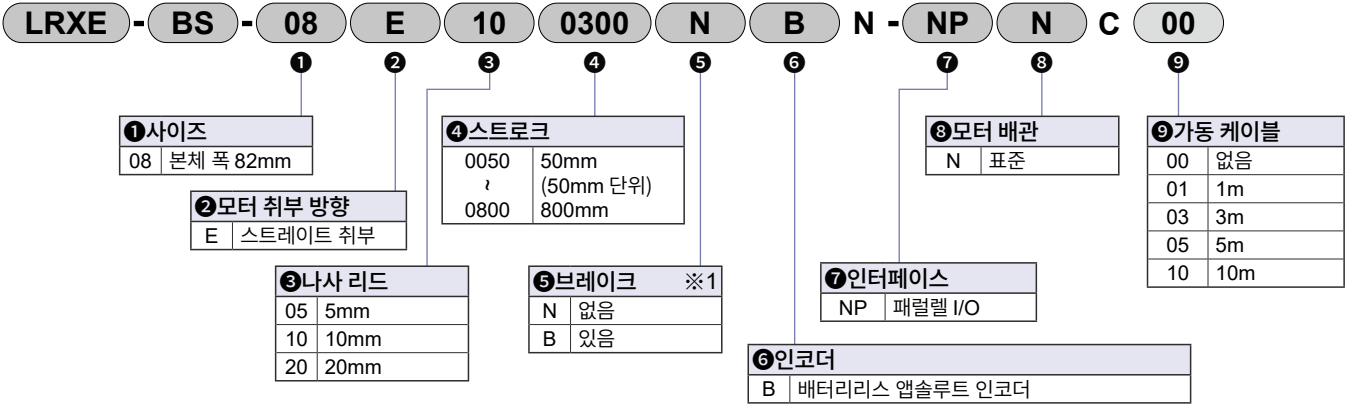 LRXE - BS - 08 E 10 0300 N B N - NP N C 00
❶ ❷ ❸ ❹ ❺ ❻ ❼ ❽ ❾
❶사이즈
08 본체 폭 82mm
❷모터 취부 방향
E 스트레이트 취부
❸나사 리드
05 5mm
10 10mm
20 20mm
❹스트로크
0050 50mm
~ (50mm 단위)
0800 800mm
❺브레이크 ※1
N 없음
B 있음
❻인코더
B 배터리리스 앱솔루트 인코더
❼인터페이스
NP 패럴렐 I/O
❽모터 배관
N 표준
❾가동 케이블
00 없음
01 1m
03 3m
05 5m
10 10m